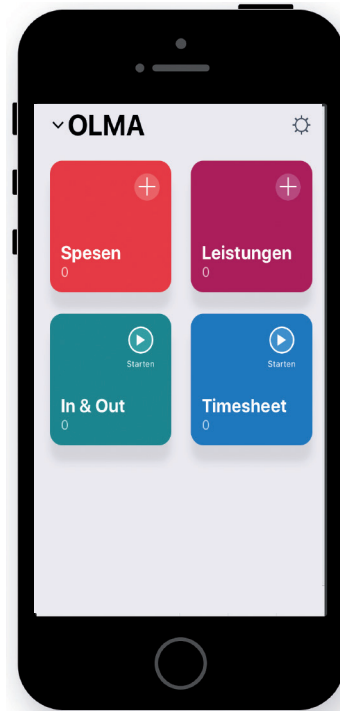 OLMA
Spesen
0
Leistungen
0
Starten
In & Out
0
Starten
Timesheet
0